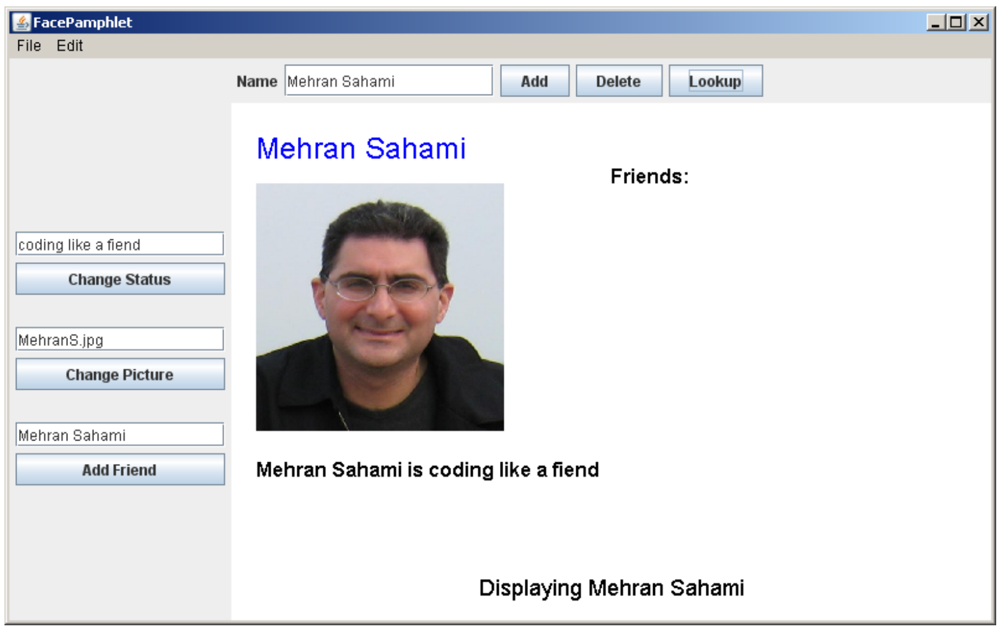 FacePamphlet
File Edit
Name Mehran Sahami Add Delete Lookup
Mehran Sahami
Friends:
coding like a fiend
Change Status
MehranS.jpg
Change Picture
Mehran Sahami
Add Friend
Mehran Sahami is coding like a fiend
Displaying Mehran Sahami